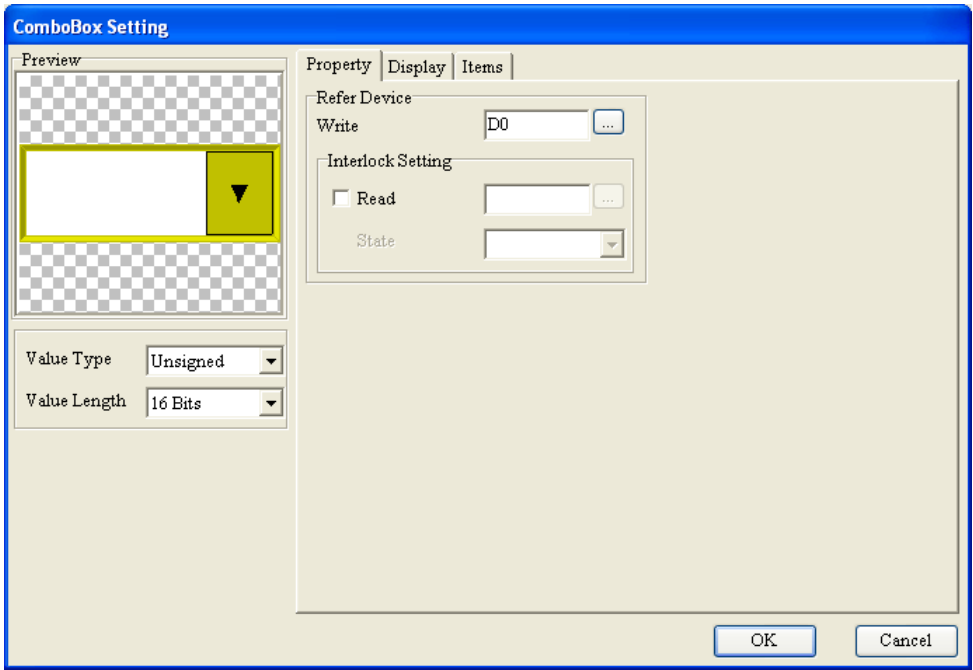 ComboBox Setting
Preview
Property Display Items
Refer Device
Write D0 ...
Interlock Setting
Read ...
State
Value Type Unsigned
Value Length 16 Bits
OK Cancel